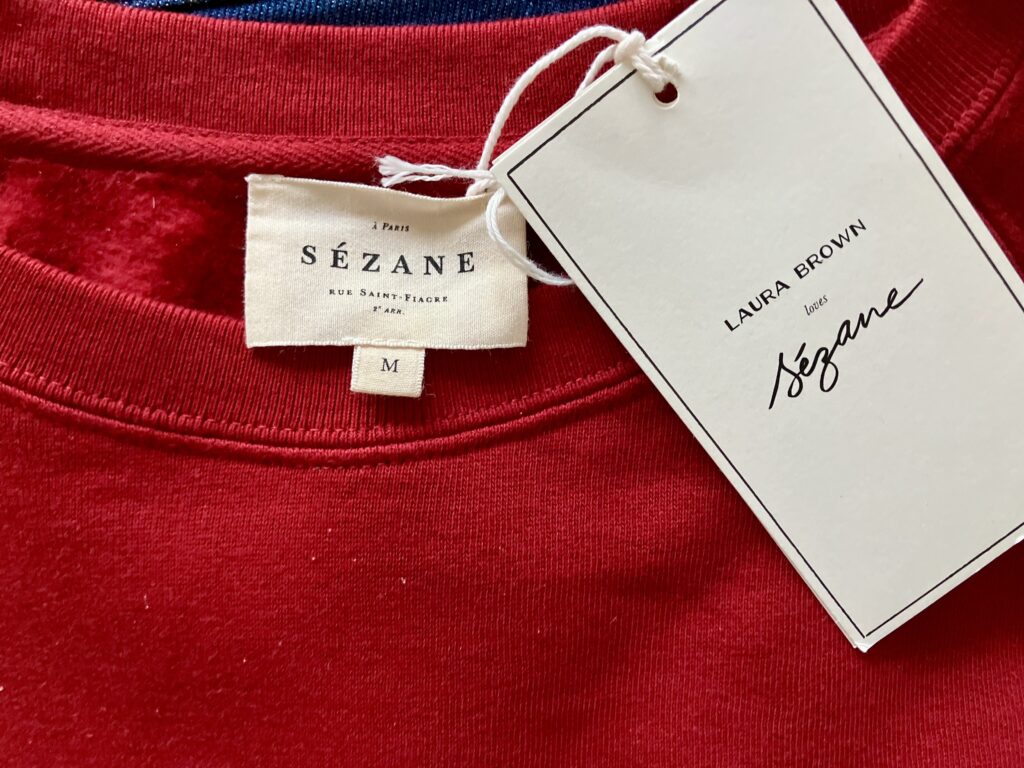 À PARIS
SÉZANE
RUE SAINT-FIACRE
2ᵉ ARR.
M
LAURA BROWN
loves
Sézane